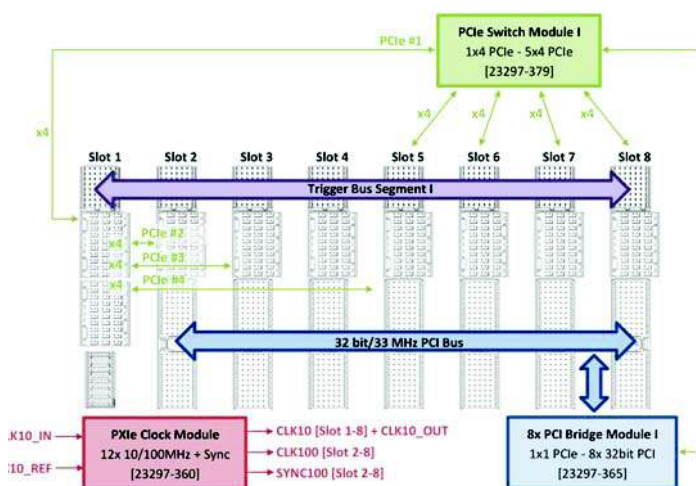 PCIe Switch Module I
1x4 PCIe - 5x4 PCIe
[23297-379]
PCIe #1
x4
x4 x4 x4 x4
Slot 1 Slot 2 Slot 3 Slot 4 Slot 5 Slot 6 Slot 7 Slot 8
Trigger Bus Segment I
x4 PCIe #2
x4 PCIe #3
x4 PCIe #4
32 bit/33 MHz PCI Bus
LK10_IN
K10_REF
PXIe Clock Module
12x 10/100MHz + Sync
[23297-360]
CLK10 [Slot 1-8] + CLK10_OUT
CLK100 [Slot 2-8]
SYNC100 [Slot 2-8]
8x PCI Bridge Module I
1x1 PCIe - 8x 32bit PCI
[23297-365]